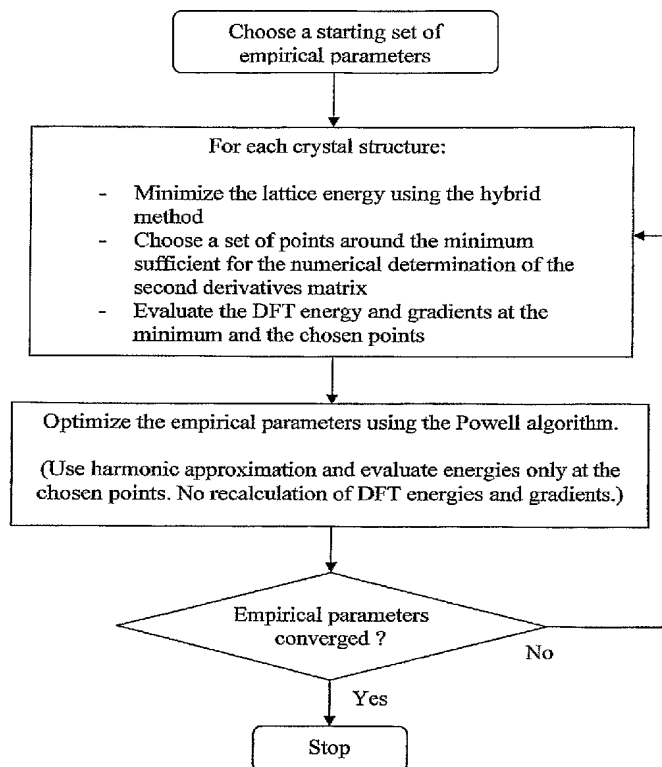 Choose a starting set of
empirical parameters
For each crystal structure:
- Minimize the lattice energy using the hybrid
method
- Choose a set of points around the minimum
sufficient for the numerical determination of the
second derivatives matrix
- Evaluate the DFT energy and gradients at the
minimum and the chosen points
Optimize the empirical parameters using the Powell algorithm.
(Use harmonic approximation and evaluate energies only at the
chosen points. No recalculation of DFT energies and gradients.)
Empirical parameters
converged ?
No
Yes
Stop